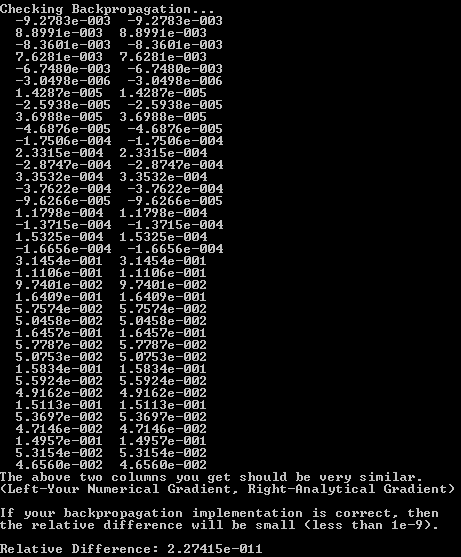 Checking Backpropagation...
-9.2783e-003 -9.2783e-003
8.8991e-003 8.8991e-003
-8.3601e-003 -8.3601e-003
7.6281e-003 7.6281e-003
-6.7480e-003 -6.7480e-003
-3.0498e-006 -3.0498e-006
1.4287e-005 1.4287e-005
-2.5938e-005 -2.5938e-005
3.6988e-005 3.6988e-005
-4.6876e-005 -4.6876e-005
-1.7506e-004 -1.7506e-004
2.3315e-004 2.3315e-004
-2.8747e-004 -2.8747e-004
3.3532e-004 3.3532e-004
-3.7622e-004 -3.7622e-004
-9.6266e-005 -9.6266e-005
1.1798e-004 1.1798e-004
-1.3715e-004 -1.3715e-004
1.5325e-004 1.5325e-004
-1.6656e-004 -1.6656e-004
3.1454e-001 3.1454e-001
1.1106e-001 1.1106e-001
9.7401e-002 9.7401e-002
1.6409e-001 1.6409e-001
5.7574e-002 5.7574e-002
5.0458e-002 5.0458e-002
1.6457e-001 1.6457e-001
5.7787e-002 5.7787e-002
5.0753e-002 5.0753e-002
1.5834e-001 1.5834e-001
5.5924e-002 5.5924e-002
4.9162e-002 4.9162e-002
1.5113e-001 1.5113e-001
5.3697e-002 5.3697e-002
4.7146e-002 4.7146e-002
1.4957e-001 1.4957e-001
5.3154e-002 5.3154e-002
4.6560e-002 4.6560e-002
The above two columns you get should be very similar.
(Left-Your Numerical Gradient, Right-Analytical Gradient)
If your backpropagation implementation is correct, then
the relative difference will be small (less than 1e-9).
Relative Difference: 2.27415e-011